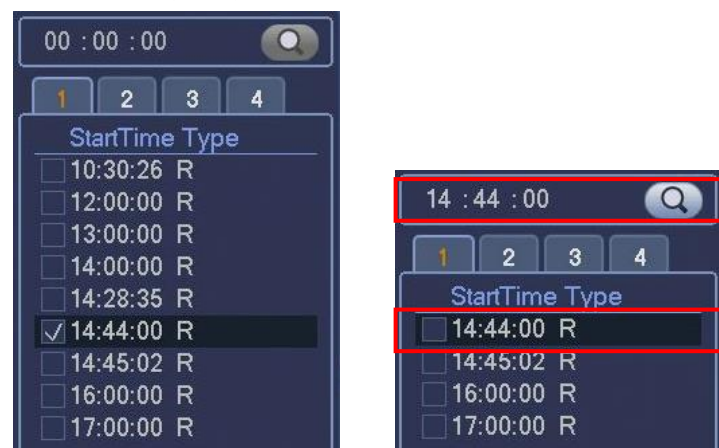 00 : 00 : 00
1 2 3 4
StartTime Type
10:30:26 R
12:00:00 R
13:00:00 R
14:00:00 R
14:28:35 R
14:44:00 R
14:45:02 R
16:00:00 R
17:00:00 R
14 : 44 : 00
1 2 3 4
StartTime Type
14:44:00 R
14:45:02 R
16:00:00 R
17:00:00 R